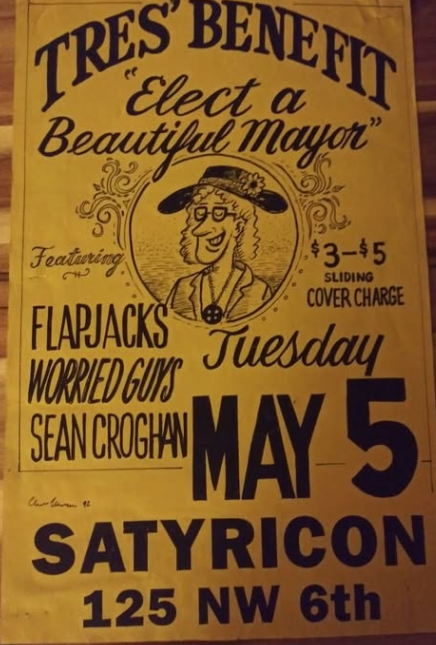 TRES' BENEFIT
"Elect a
Beautiful Mayor"
Featuring
$3-$5
SLIDING
COVER CHARGE
FLAPJACKS
WORRIED GUYS
SEAN CROGHAN
Tuesday
MAY 5
92
SATYRICON
125 NW 6th